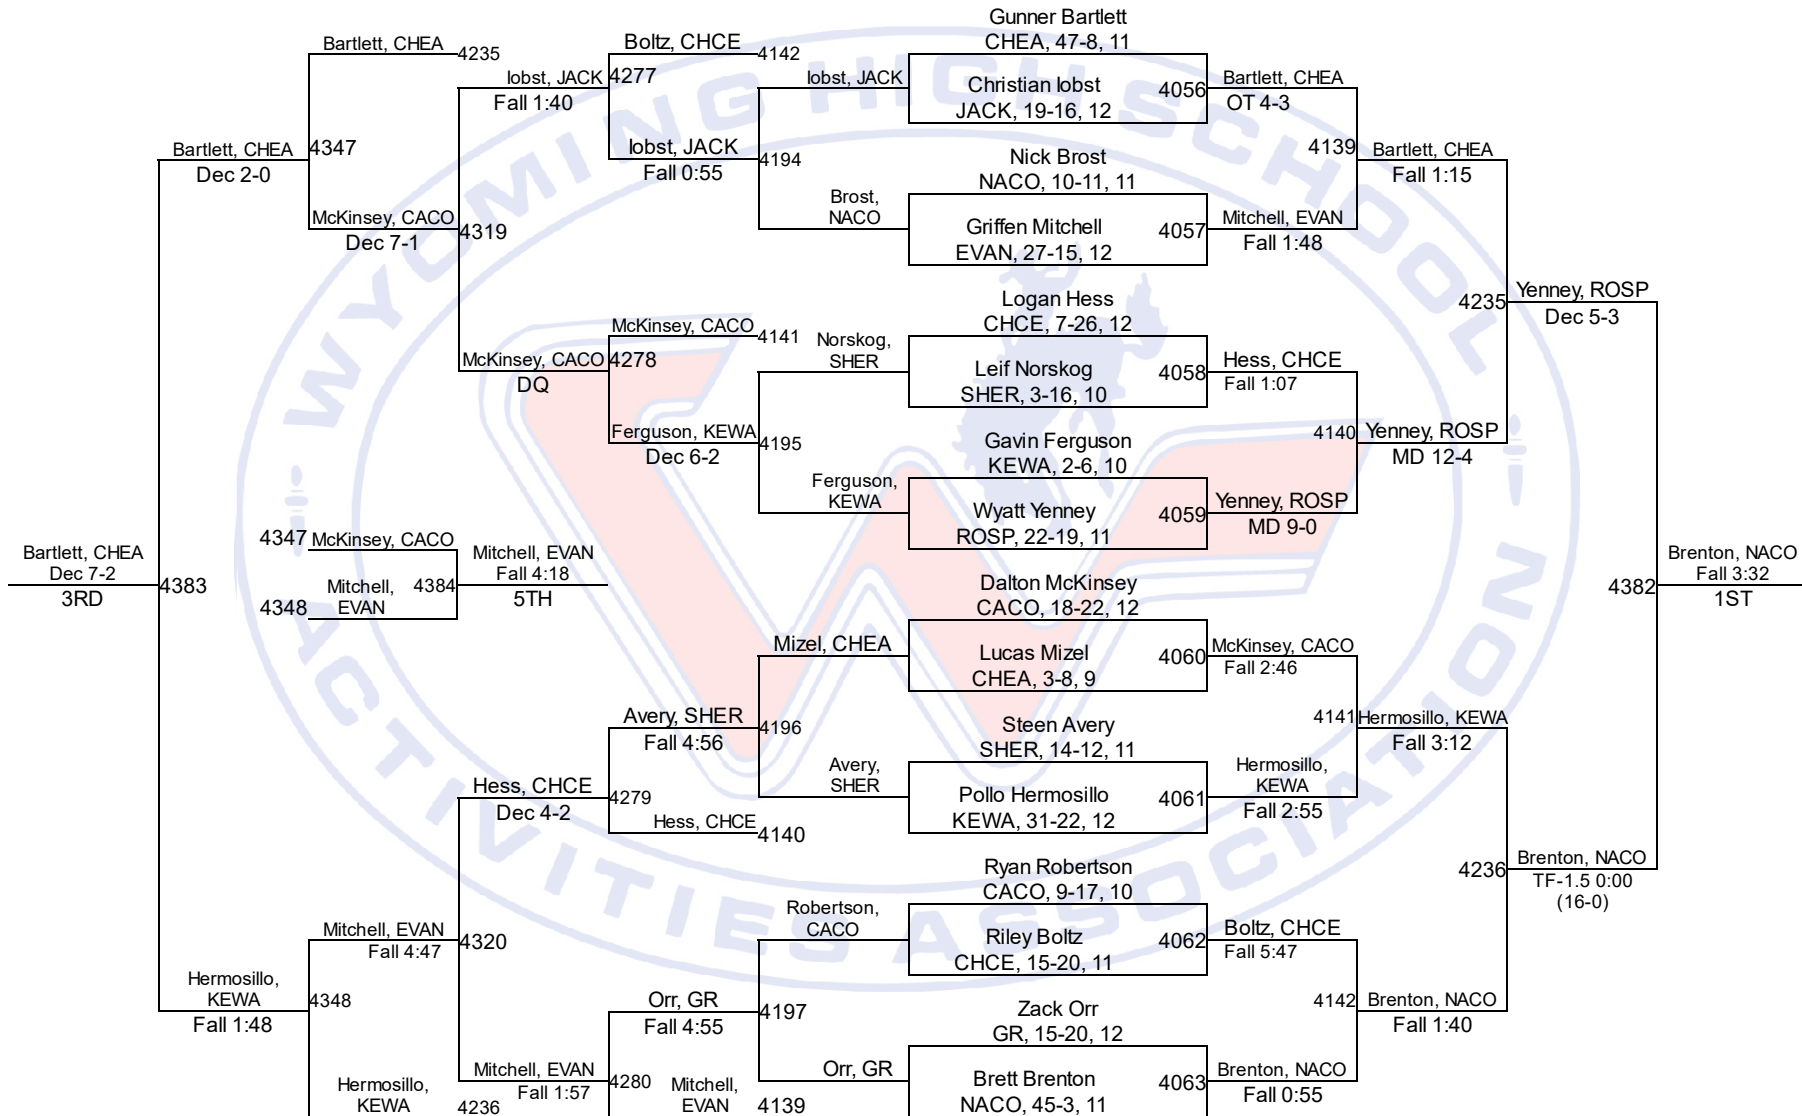 Gunner Bartlett
CHEA, 47-8, 11
Christian Iobst
JACK, 19-16, 12
4056
Nick Brost
NACO, 10-11, 11
Griffen Mitchell
EVAN, 27-15, 12
4057
Logan Hess
CHCE, 7-26, 12
Leif Norskog
SHER, 3-16, 10
4058
Gavin Ferguson
KEWA, 2-6, 10
Wyatt Yenney
ROSP, 22-19, 11
4059
Dalton McKinsey
CACO, 18-22, 12
Lucas Mizel
CHEA, 3-8, 9
4060
Steen Avery
SHER, 14-12, 11
Pollo Hermosillo
KEWA, 31-22, 12
4061
Ryan Robertson
CACO, 9-17, 10
Riley Boltz
CHCE, 15-20, 11
4062
Zack Orr
GR, 15-20, 12
Brett Brenton
NACO, 45-3, 11
4063
Bartlett, CHEA
OT 4-3
4139
Mitchell, EVAN
Fall 1:48
Hess, CHCE
Fall 1:07
4140
Yenney, ROSP
MD 9-0
McKinsey, CACO
Fall 2:46
4141
Hermosillo,
KEWA
Fall 2:55
Boltz, CHCE
Fall 5:47
4142
Brenton, NACO
Fall 0:55
Bartlett, CHEA
Fall 1:15
4235
Yenney, ROSP
MD 12-4
Hermosillo, KEWA
Fall 3:12
4236
Brenton, NACO
Fall 1:40
Yenney, ROSP
Dec 5-3
4382
Brenton, NACO
TF-1.5 0:00
(16-0)
Brenton, NACO
Fall 3:32
1ST
Iobst, JACK
4194
Brost,
NACO
Norskog,
SHER
4195
Ferguson,
KEWA
Mizel, CHEA
4196
Avery,
SHER
Robertson,
CACO
4197
Orr, GR
Boltz, CHCE
4142
4277
Iobst, JACK
Fall 0:55
McKinsey, CACO
4141
4278
Ferguson, KEWA
Dec 6-2
Avery, SHER
Fall 4:56
4279
Hess, CHCE
4140
Orr, GR
Fall 4:55
4280
Mitchell,
EVAN
4139
Iobst, JACK
Fall 1:40
4319
McKinsey, CACO
DQ
Hess, CHCE
Dec 4-2
4320
Mitchell, EVAN
Fall 1:57
Bartlett, CHEA
4235
4347
McKinsey, CACO
Dec 7-1
Mitchell, EVAN
Fall 4:47
4348
Hermosillo,
KEWA
4236
Bartlett, CHEA
Dec 2-0
4383
Hermosillo,
KEWA
Fall 1:48
Bartlett, CHEA
Dec 7-2
3RD
4347
McKinsey, CACO
4348
Mitchell,
EVAN
4384
Mitchell, EVAN
Fall 4:18
5TH
WYOMING HIGH SCHOOL
ACTIVITIES ASSOCIATION